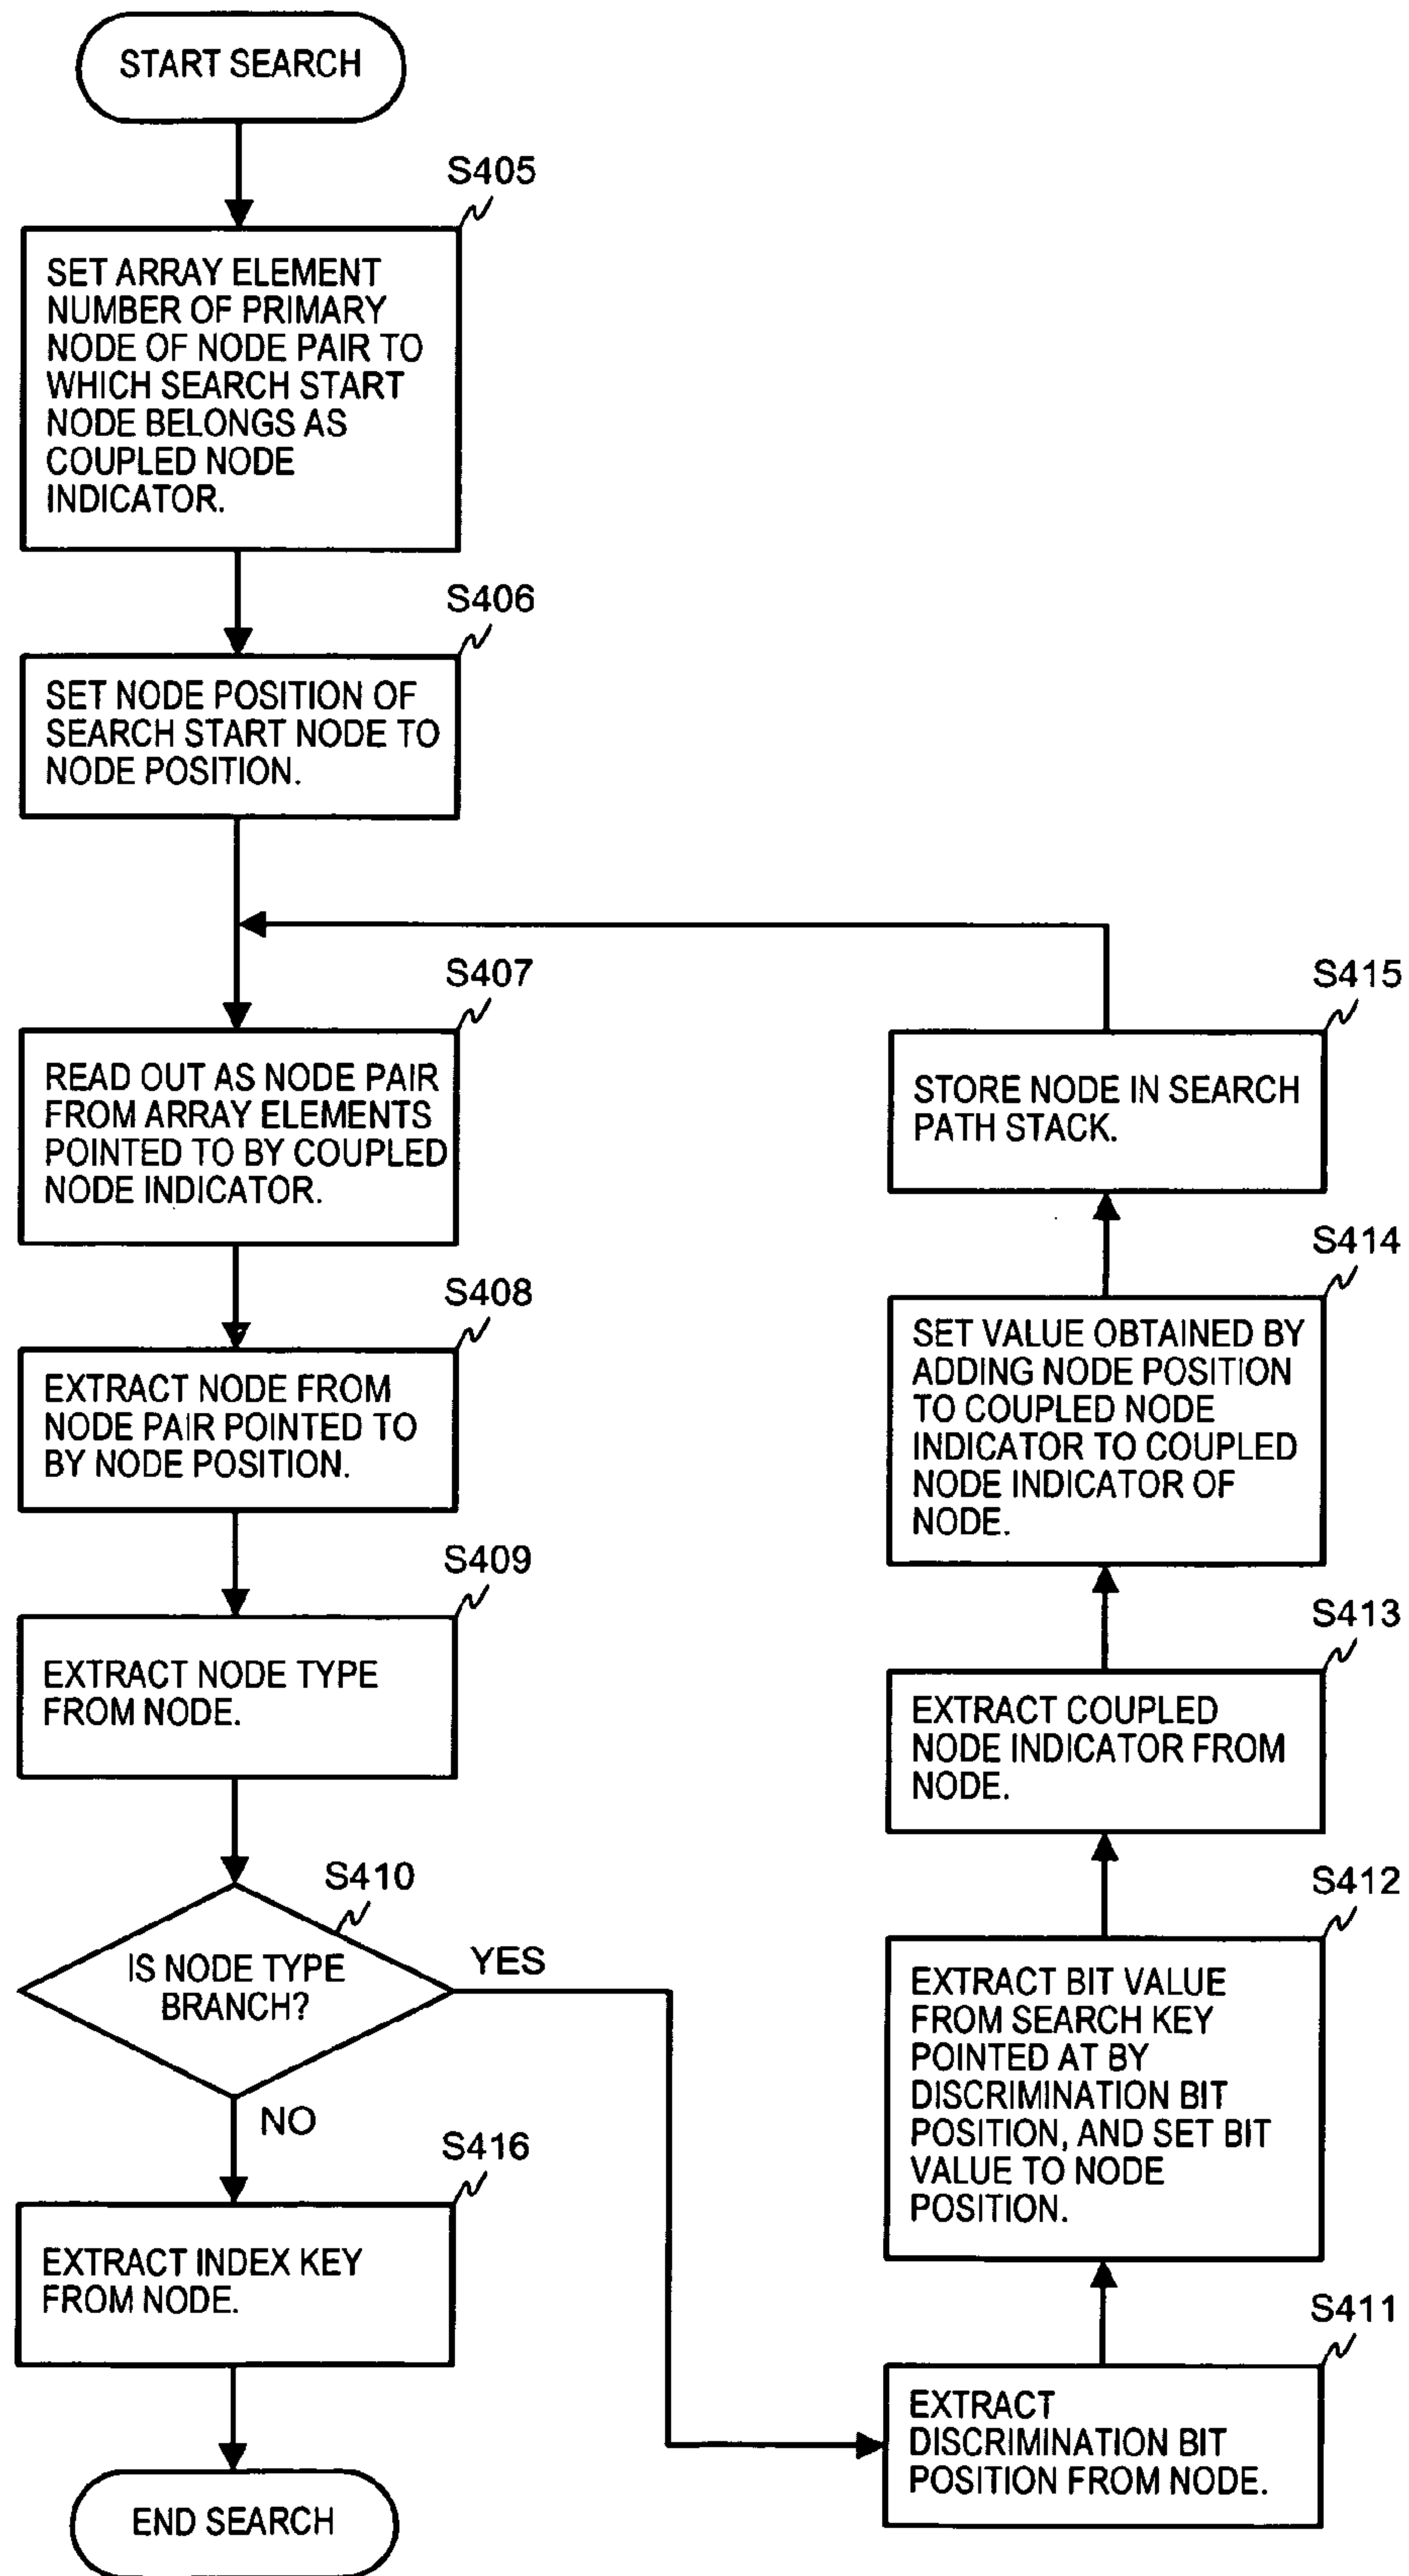 START SEARCH
S405
SET ARRAY ELEMENT
NUMBER OF PRIMARY
NODE OF NODE PAIR TO
WHICH SEARCH START
NODE BELONGS AS
COUPLED NODE
INDICATOR.
S406
SET NODE POSITION OF
SEARCH START NODE TO
NODE POSITION.
S407
READ OUT AS NODE PAIR
FROM ARRAY ELEMENTS
POINTED TO BY COUPLED
NODE INDICATOR.
S408
EXTRACT NODE FROM
NODE PAIR POINTED TO
BY NODE POSITION.
S409
EXTRACT NODE TYPE
FROM NODE.
S410
IS NODE TYPE
BRANCH?
YES
NO
S416
EXTRACT INDEX KEY
FROM NODE.
END SEARCH
S415
STORE NODE IN SEARCH
PATH STACK.
S414
SET VALUE OBTAINED BY
ADDING NODE POSITION
TO COUPLED NODE
INDICATOR TO COUPLED
NODE INDICATOR OF
NODE.
S413
EXTRACT COUPLED
NODE INDICATOR FROM
NODE.
S412
EXTRACT BIT VALUE
FROM SEARCH KEY
POINTED AT BY
DISCRIMINATION BIT
POSITION, AND SET BIT
VALUE TO NODE
POSITION.
S411
EXTRACT
DISCRIMINATION BIT
POSITION FROM NODE.